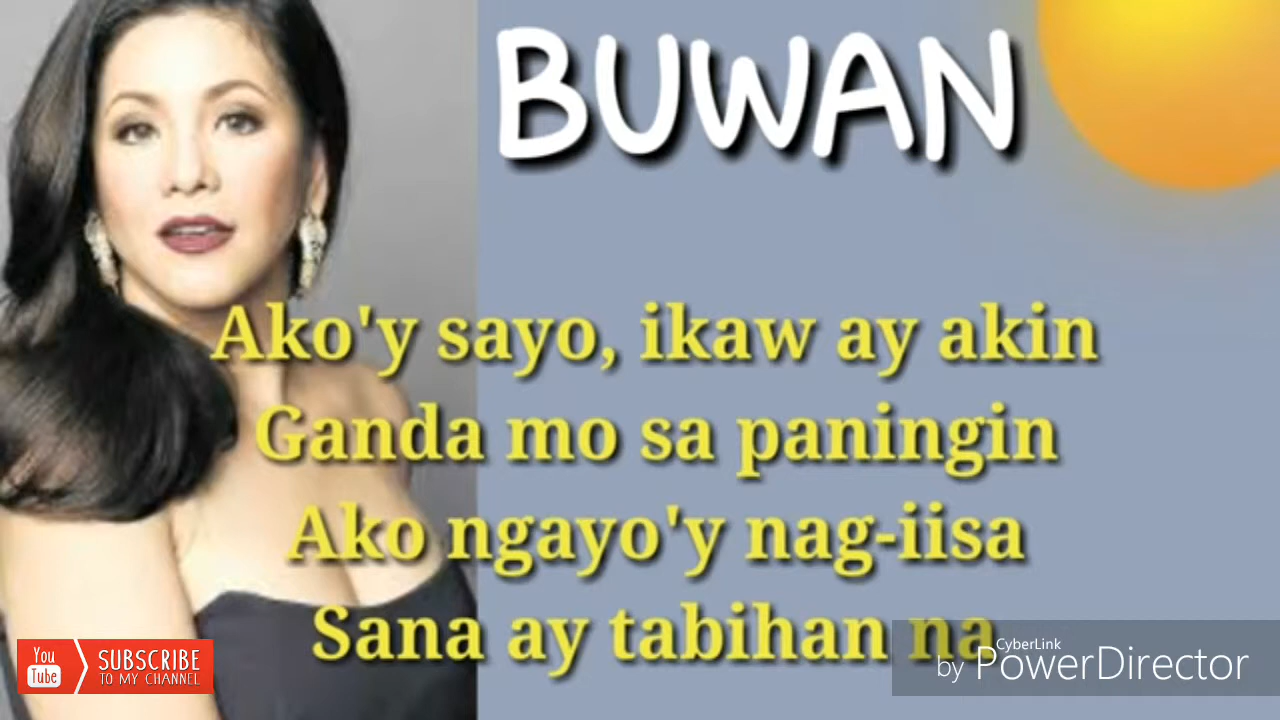 BUWAN
Ako'y sayo, ikaw ay akin
Ganda mo sa paningin
Ako ngayo'y nag-iisa
Sana ay tabihan na
You
Tube
SUBSCRIBE
TO MY CHANNEL
CyberLink
by PowerDirector